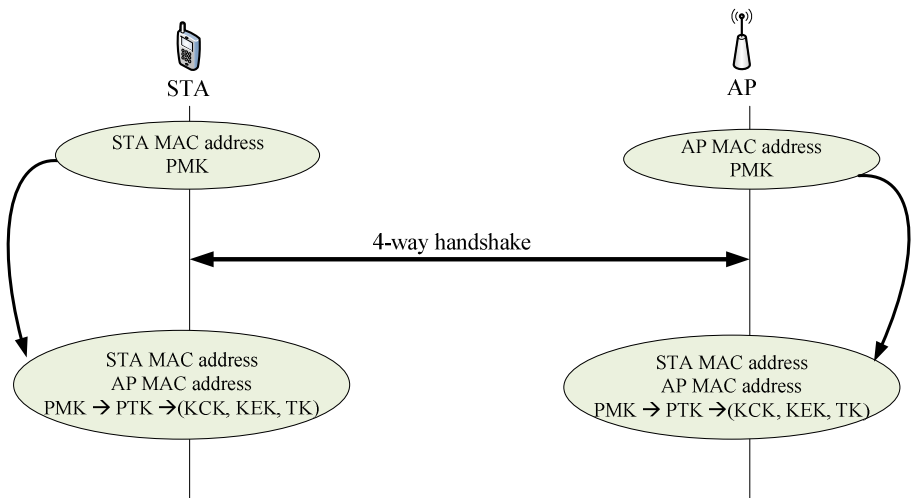 STA
AP
STA MAC address
PMK
AP MAC address
PMK
4-way handshake
STA MAC address
AP MAC address
PMK → PTK →(KCK, KEK, TK)
STA MAC address
AP MAC address
PMK → PTK →(KCK, KEK, TK)